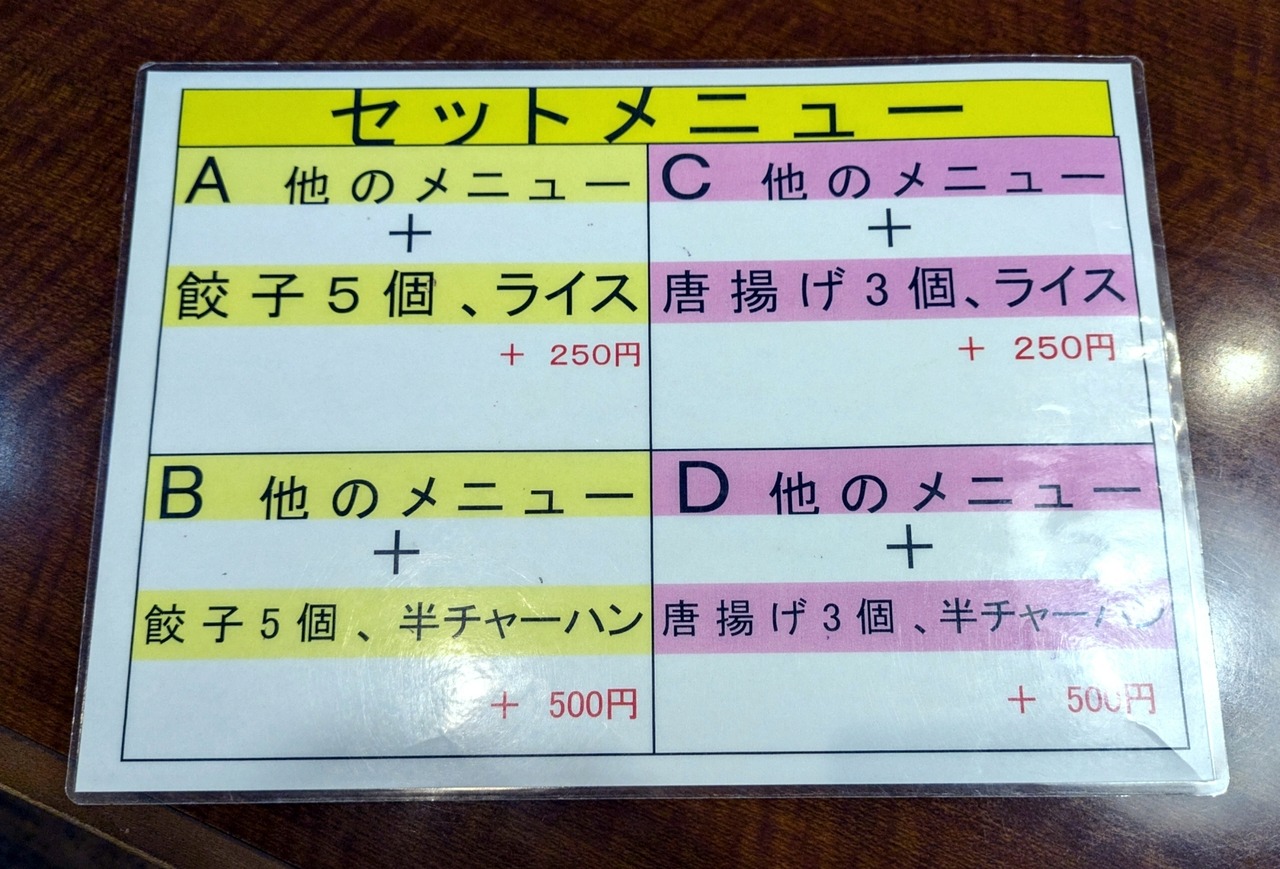 セットメニュー
A 他のメニュー
＋
餃子5個、ライス
＋ 250円
B 他のメニュー
＋
餃子5個、半チャーハン
＋ 500円
C 他のメニュー
＋
唐揚げ3個、ライス
＋ 250円
D 他のメニュー
＋
唐揚げ3個、半チャーハン
＋ 500円